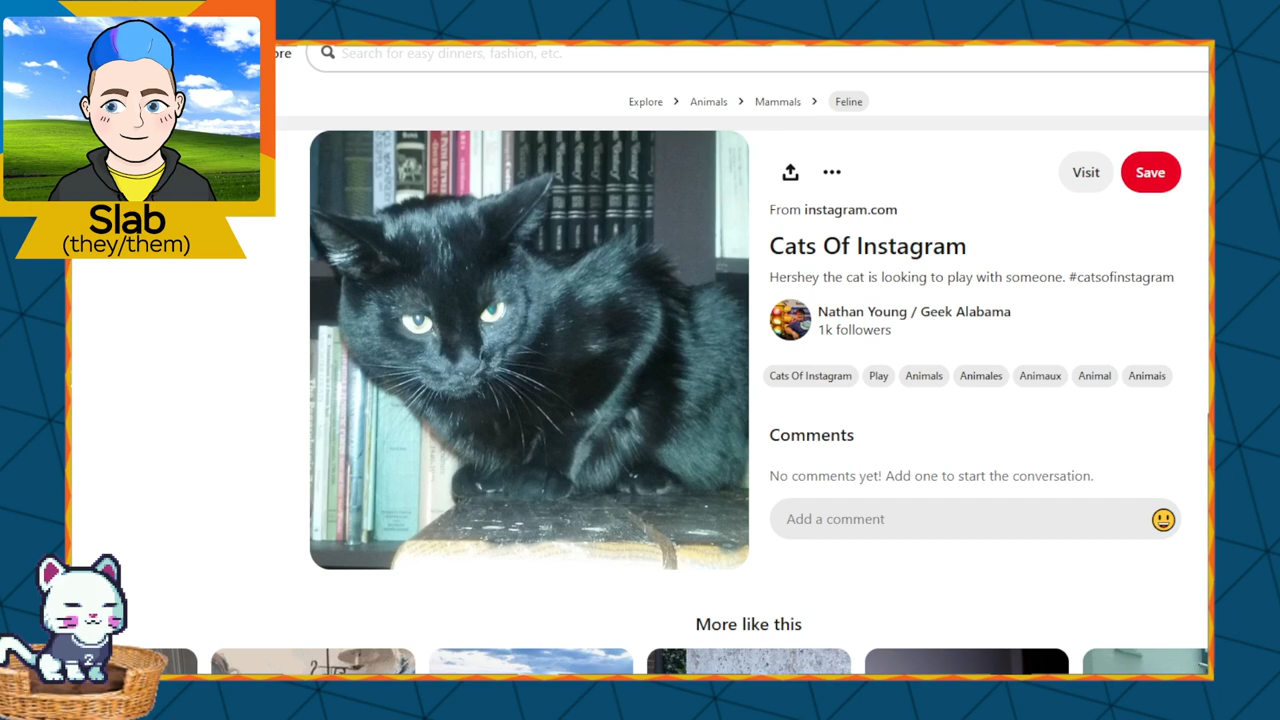 ore
Search for easy dinners, fashion, etc.
Explore
Animals
Mammals
Feline
Slab
(they/them)
Visit
Save
From instagram.com
Cats Of Instagram
Hershey the cat is looking to play with someone. #catsofinstagram
Nathan Young / Geek Alabama
1k followers
Cats Of Instagram
Play
Animals
Animales
Animaux
Animal
Animais
Comments
No comments yet! Add one to start the conversation.
Add a comment
More like this